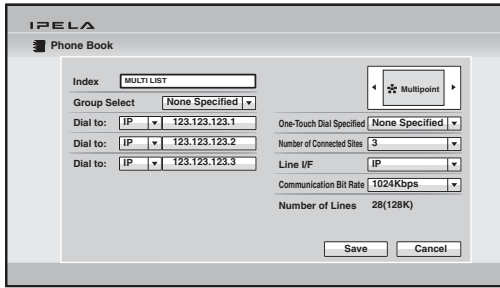 IPELA
Phone Book
Index MULTI LIST
Group Select None Specified
Dial to: IP 123.123.123.1
Dial to: IP 123.123.123.2
Dial to: IP 123.123.123.3
Multipoint
One-Touch Dial Specified None Specified
Number of Connected Sites 3
Line I/F IP
Communication Bit Rate 1024Kbps
Number of Lines 28(128K)
Save Cancel